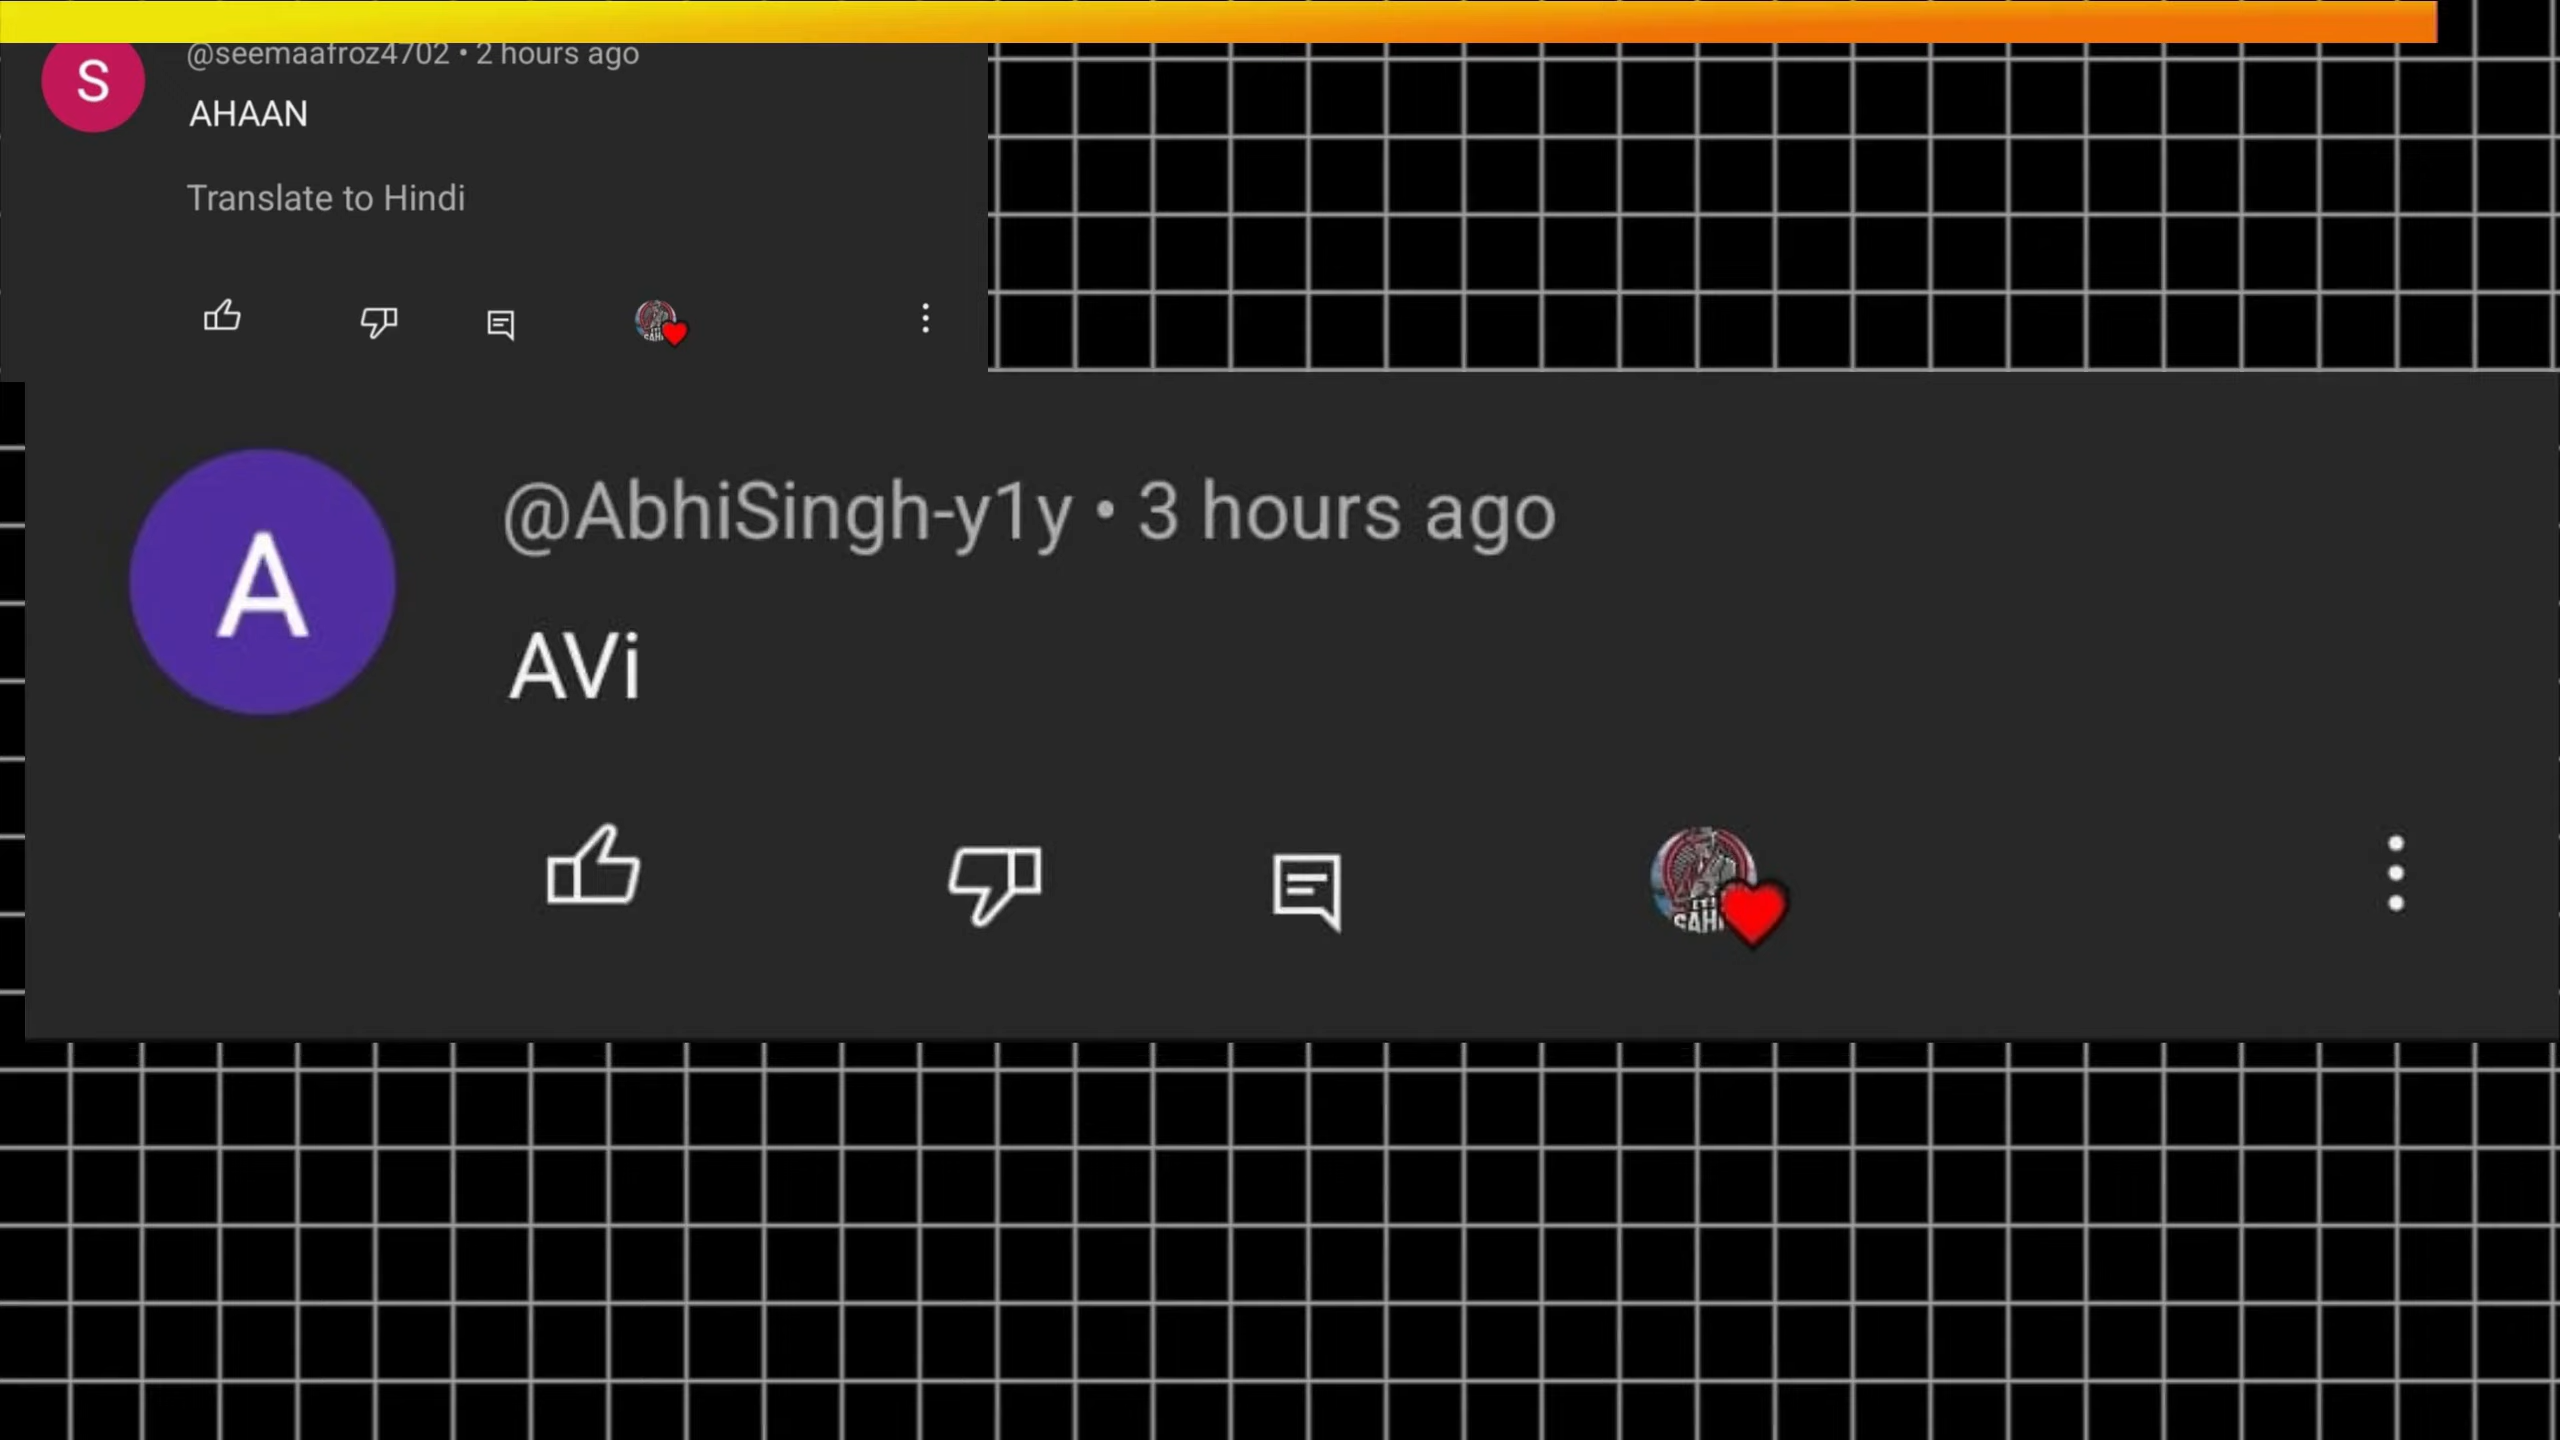 S
@seemaafroz4702 • 2 hours ago
AHAAN
Translate to Hindi
A
@AbhiSingh-y1y • 3 hours ago
AVi